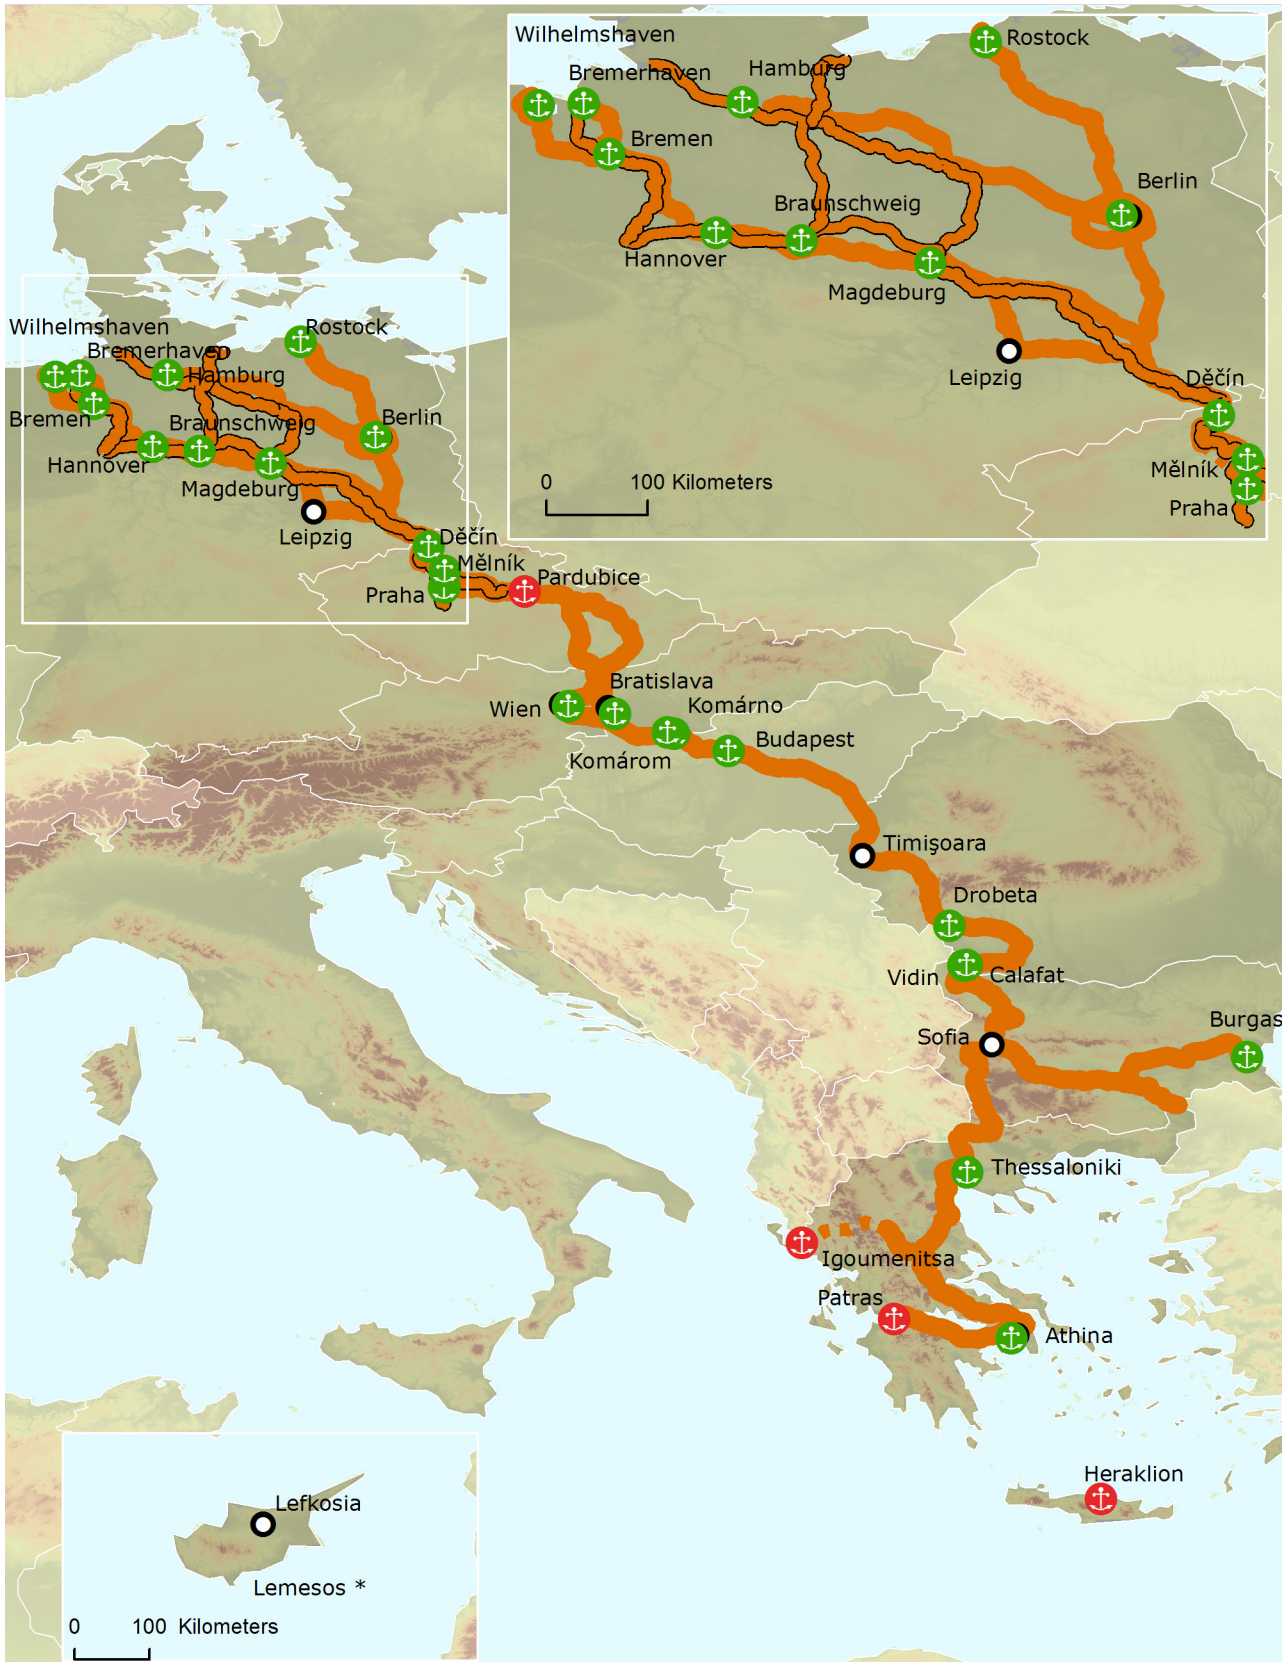 Wilhelmshaven
Rostock
Bremerhaven
Hamburg
Bremen
Berlin
Braunschweig
Hannover
Magdeburg
Leipzig
Děčín
0 100 Kilometers
Mělník
Praha
Wilhelmshaven
Rostock
Bremerhaven
Hamburg
Bremen
Berlin
Braunschweig
Hannover
Magdeburg
Leipzig
Děčín
Mělník
Praha
Pardubice
Bratislava
Wien
Komárno
Budapest
Komárom
Timişoara
Drobeta
Vidin
Calafat
Burgas
Sofia
Thessaloniki
Igoumenitsa
Patras
Athina
Heraklion
Lefkosia
Lemesos *
0 100 Kilometers